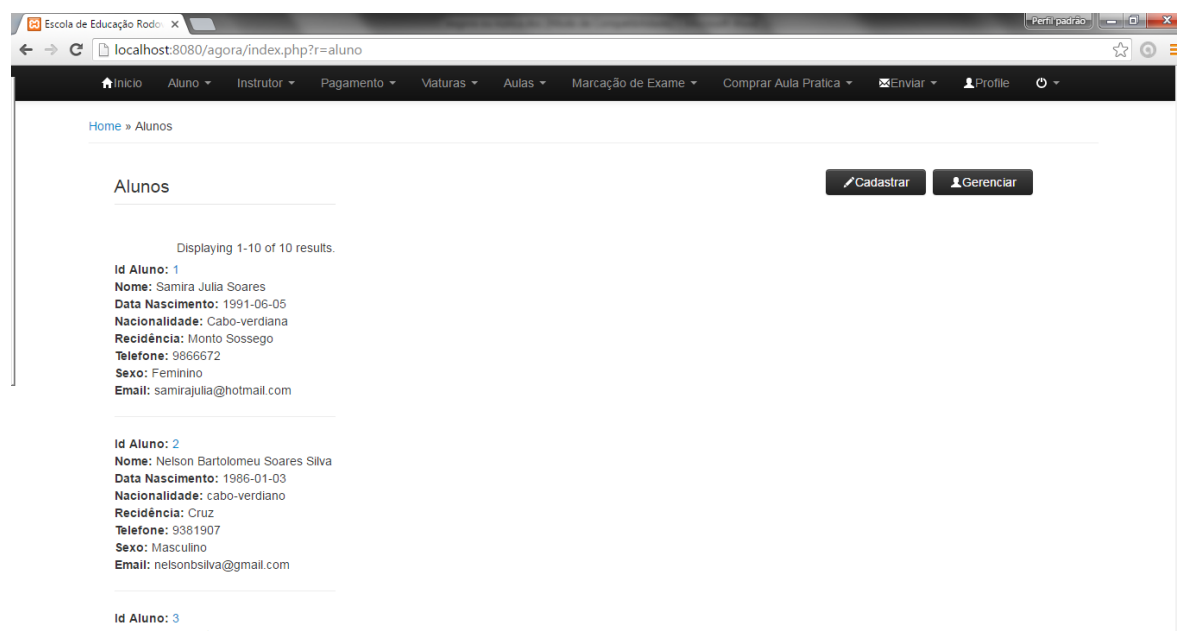 Escola de Educação Rodov
Perfil padrão
localhost:8080/agora/index.php?r=aluno
Inicio Aluno Instrutor Pagamento Viaturas Aulas Marcação de Exame Comprar Aula Pratica Enviar Profile
Home » Alunos
Alunos
Cadastrar Gerenciar
Displaying 1-10 of 10 results.
Id Aluno: 1
Nome: Samira Julia Soares
Data Nascimento: 1991-06-05
Nacionalidade: Cabo-verdiana
Recidência: Monto Sossego
Telefone: 9866672
Sexo: Feminino
Email: samirajulia@hotmail.com
Id Aluno: 2
Nome: Nelson Bartolomeu Soares Silva
Data Nascimento: 1986-01-03
Nacionalidade: cabo-verdiano
Recidência: Cruz
Telefone: 9381907
Sexo: Masculino
Email: nelsonbsilva@gmail.com
Id Aluno: 3